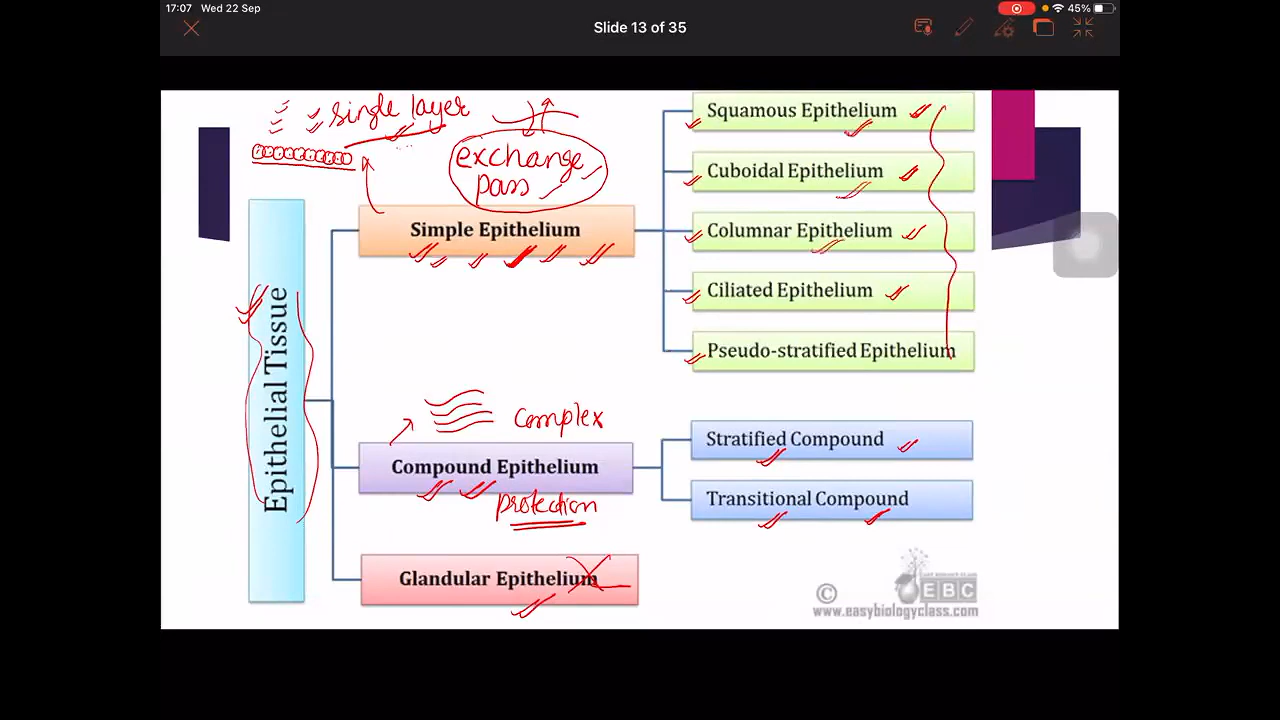 17:07 Wed 22 Sep
45%
Slide 13 of 35
single layer
exchange
pass
Squamous Epithelium
Cuboidal Epithelium
Simple Epithelium
Columnar Epithelium
Ciliated Epithelium
Pseudo-stratified Epithelium
Epithelial Tissue
complex
Compound Epithelium
Stratified Compound
Transitional Compound
protection
Glandular Epithelium
EBC
©
www.easybiologyclass.com